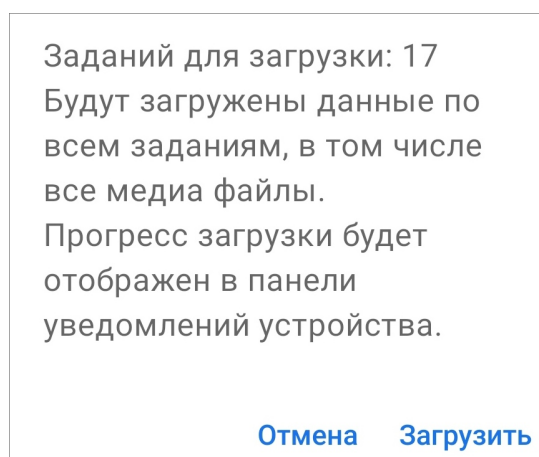 Заданий для загрузки: 17
Будут загружены данные по
всем заданиям, в том числе
все медиа файлы.
Прогресс загрузки будет
отображен в панели
уведомлений устройства.
Отмена Загрузить